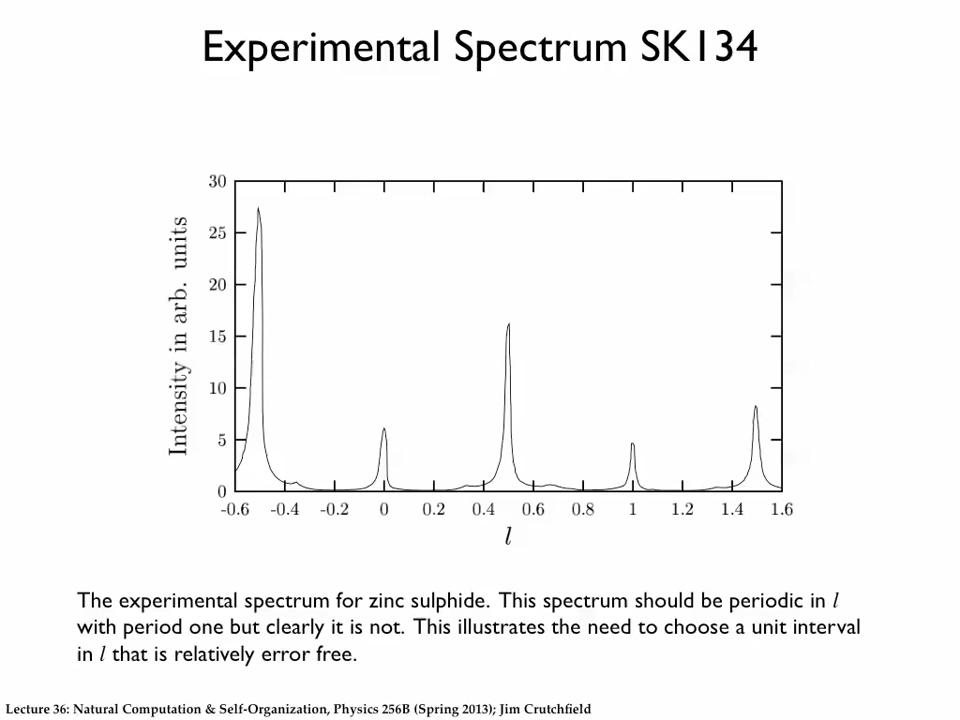 Experimental Spectrum SK134
30
25
20
15
10
5
0
Intensity in arb. units
-0.6 -0.4 -0.2 0 0.2 0.4 0.6 0.8 1 1.2 1.4 1.6
l
The experimental spectrum for zinc sulphide. This spectrum should be periodic in l
with period one but clearly it is not. This illustrates the need to choose a unit interval
in l that is relatively error free.
Lecture 36: Natural Computation & Self-Organization, Physics 256B (Spring 2013); Jim Crutchfield